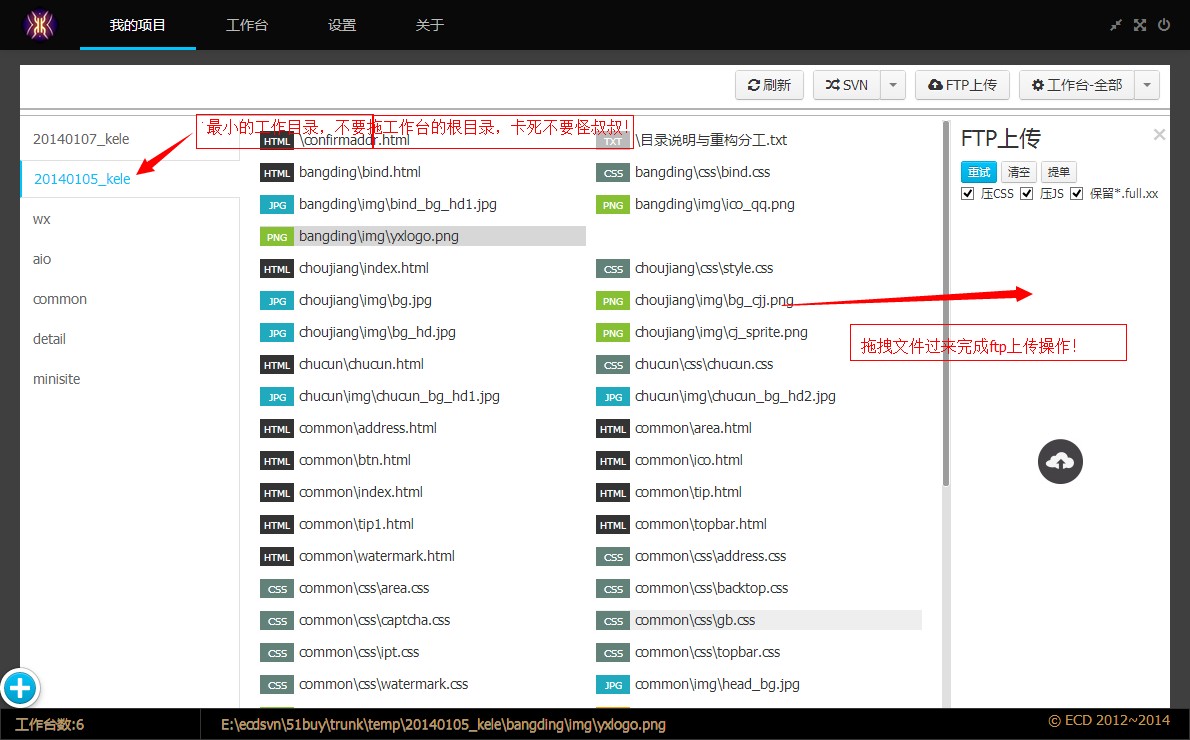 我的项目 工作台 设置 关于
刷新 SVN FTP上传 工作台-全部
20140107_kele
20140105_kele
wx
aio
common
detail
minisite
最小的工作目录，不要拖工作台的根目录，卡死不要怪叔叔！
HTML \confirmaddr.html TXT \目录说明与重构分工.txt
HTML bangding\bind.html CSS bangding\css\bind.css
JPG bangding\img\bind_bg_hd1.jpg PNG bangding\img\ico_qq.png
PNG bangding\img\yxlogo.png
HTML choujiang\index.html CSS choujiang\css\style.css
JPG choujiang\img\bg.jpg PNG choujiang\img\bg_cjj.png
JPG choujiang\img\bg_hd.jpg PNG choujiang\img\cj_sprite.png
HTML chucun\chucun.html CSS chucun\css\chucun.css
JPG chucun\img\chucun_bg_hd1.jpg JPG chucun\img\chucun_bg_hd2.jpg
HTML common\address.html HTML common\area.html
HTML common\btn.html HTML common\ico.html
HTML common\index.html HTML common\tip.html
HTML common\tip1.html HTML common\topbar.html
HTML common\watermark.html CSS common\css\address.css
CSS common\css\area.css CSS common\css\backtop.css
CSS common\css\captcha.css CSS common\css\gb.css
CSS common\css\ipt.css CSS common\css\topbar.css
CSS common\css\watermark.css JPG common\img\head_bg.jpg
FTP上传
重试 清空 提单
压CSS 压JS 保留*.full.xx
拖拽文件过来完成ftp上传操作！
工作台数:6 E:\ecdsvn\51buy\trunk\temp\20140105_kele\bangding\img\yxlogo.png © ECD 2012~2014